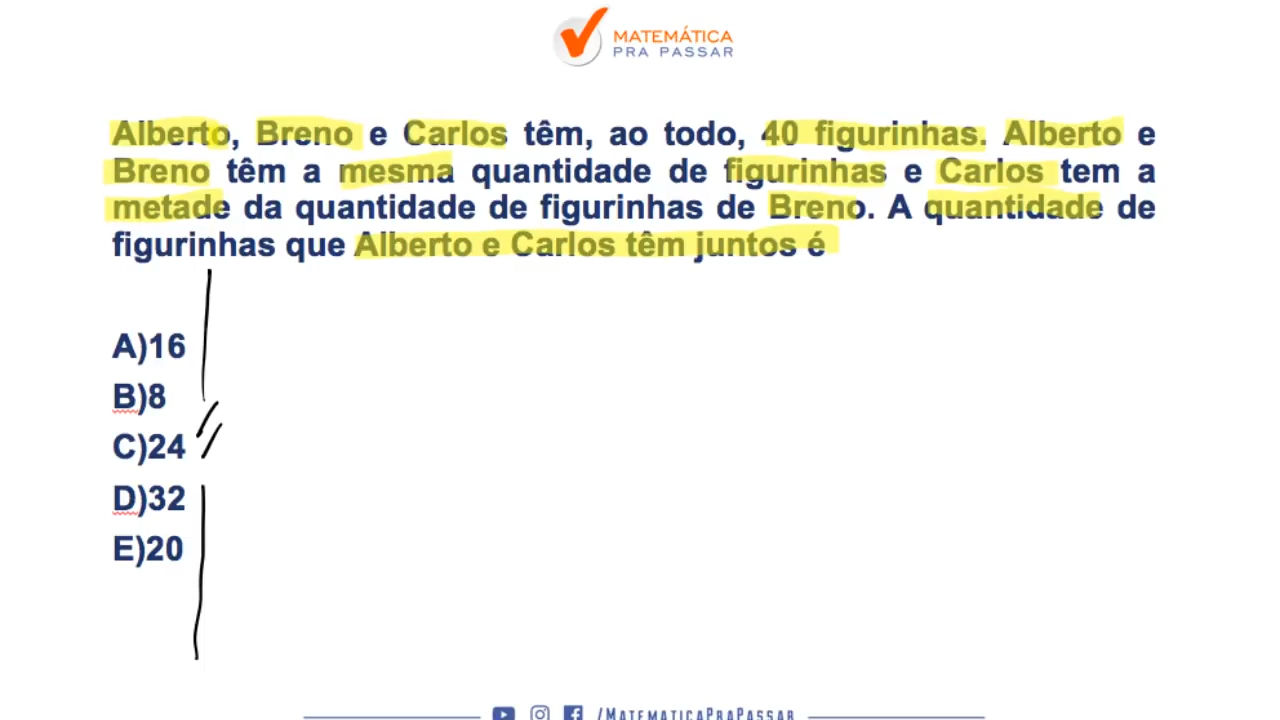 MATEMÁTICA
PRA PASSAR
Alberto, Breno e Carlos têm, ao todo, 40 figurinhas. Alberto e
Breno têm a mesma quantidade de figurinhas e Carlos tem a
metade da quantidade de figurinhas de Breno. A quantidade de
figurinhas que Alberto e Carlos têm juntos é
A)16
B)8
C)24
D)32
E)20
/MATEMATICAPRAPASSAR